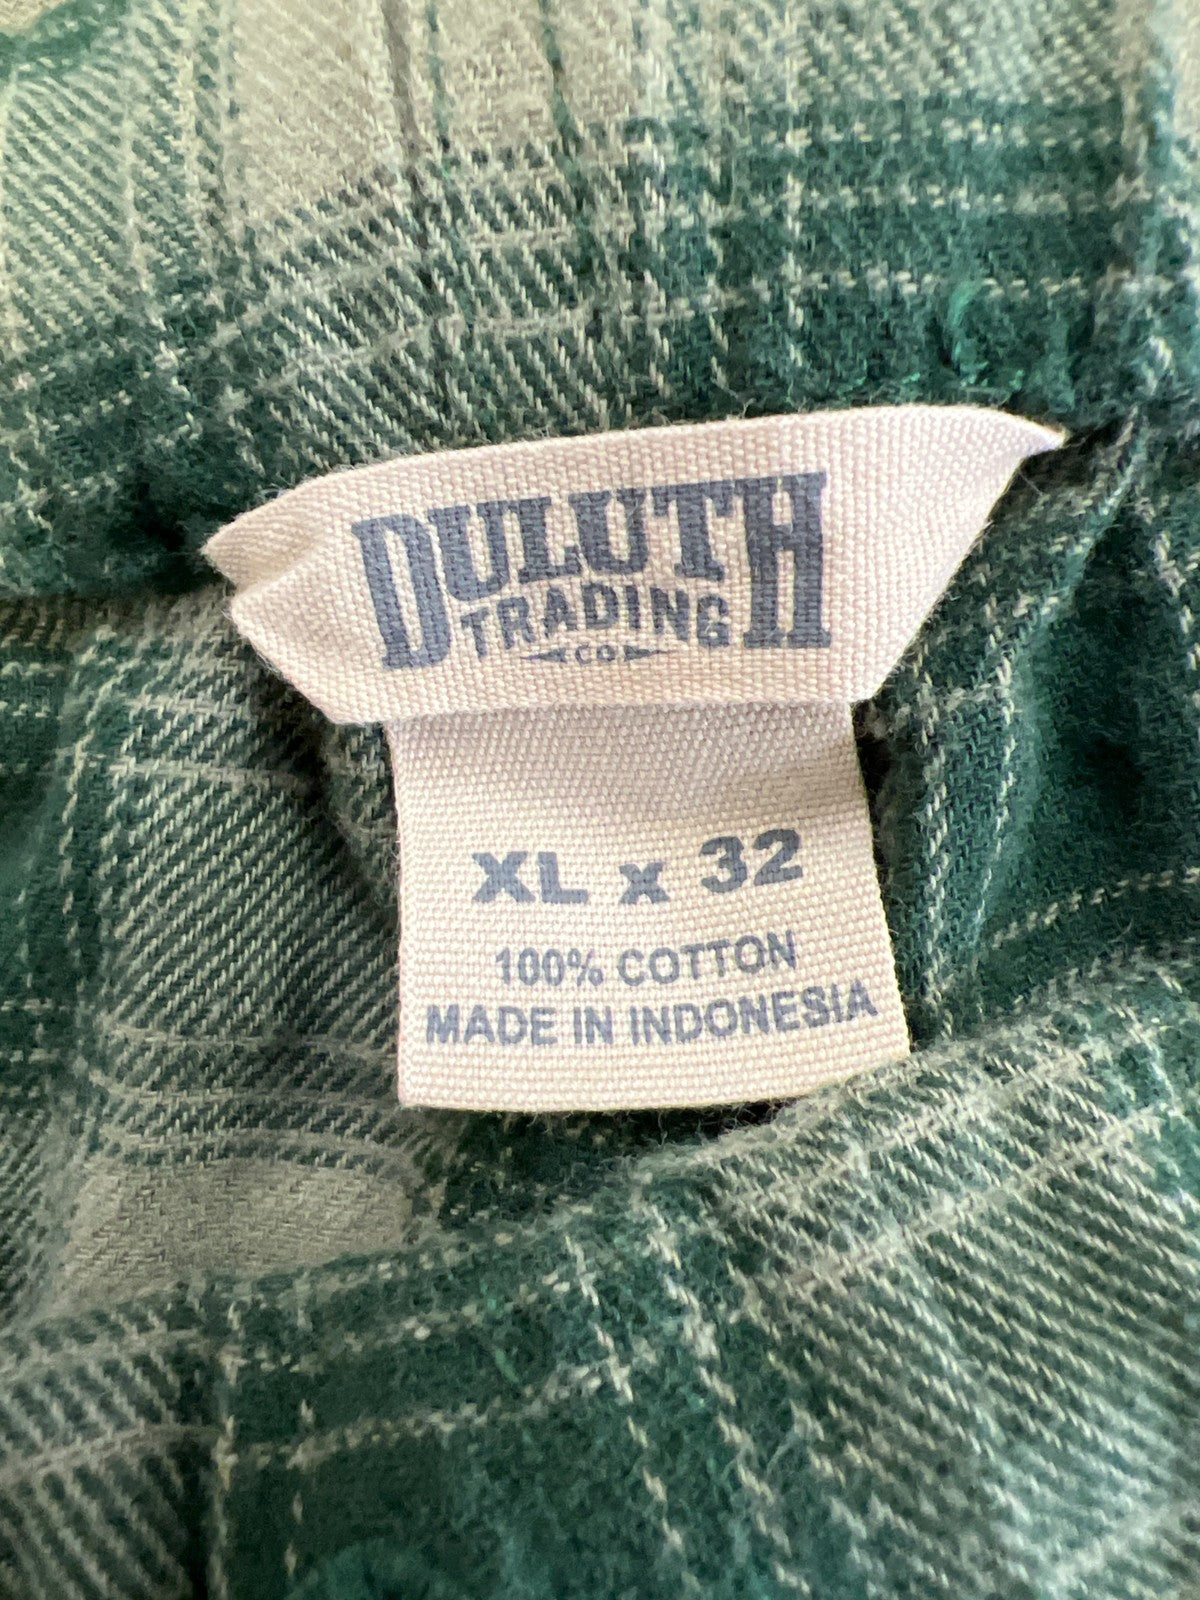 DULUTH
TRADING
CO
XL x 32
100% COTTON
MADE IN INDONESIA